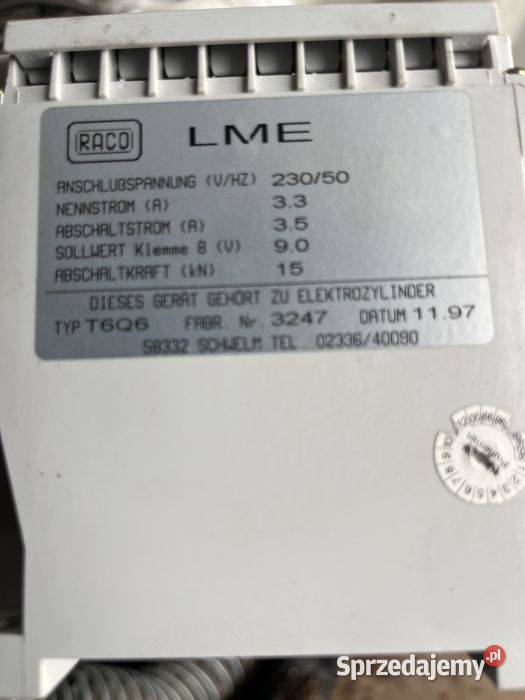 RACO LME
ANSCHLUßSPANNUNG (V/HZ) 230/50
NENNSTROM (A) 3.3
ABSCHALTSTROM (A) 3.5
SOLLWERT Klemme 8 (V) 9.0
ABSCHALTKRAFT (kN) 15
DIESES GERÄT GEHÖRT ZU ELEKTROZYLINDER
TYP T6Q6 FABR. Nr. 3247 DATUM 11.97
58332 SCHWELM TEL. 02336/40090
Sprzedajemy.pl